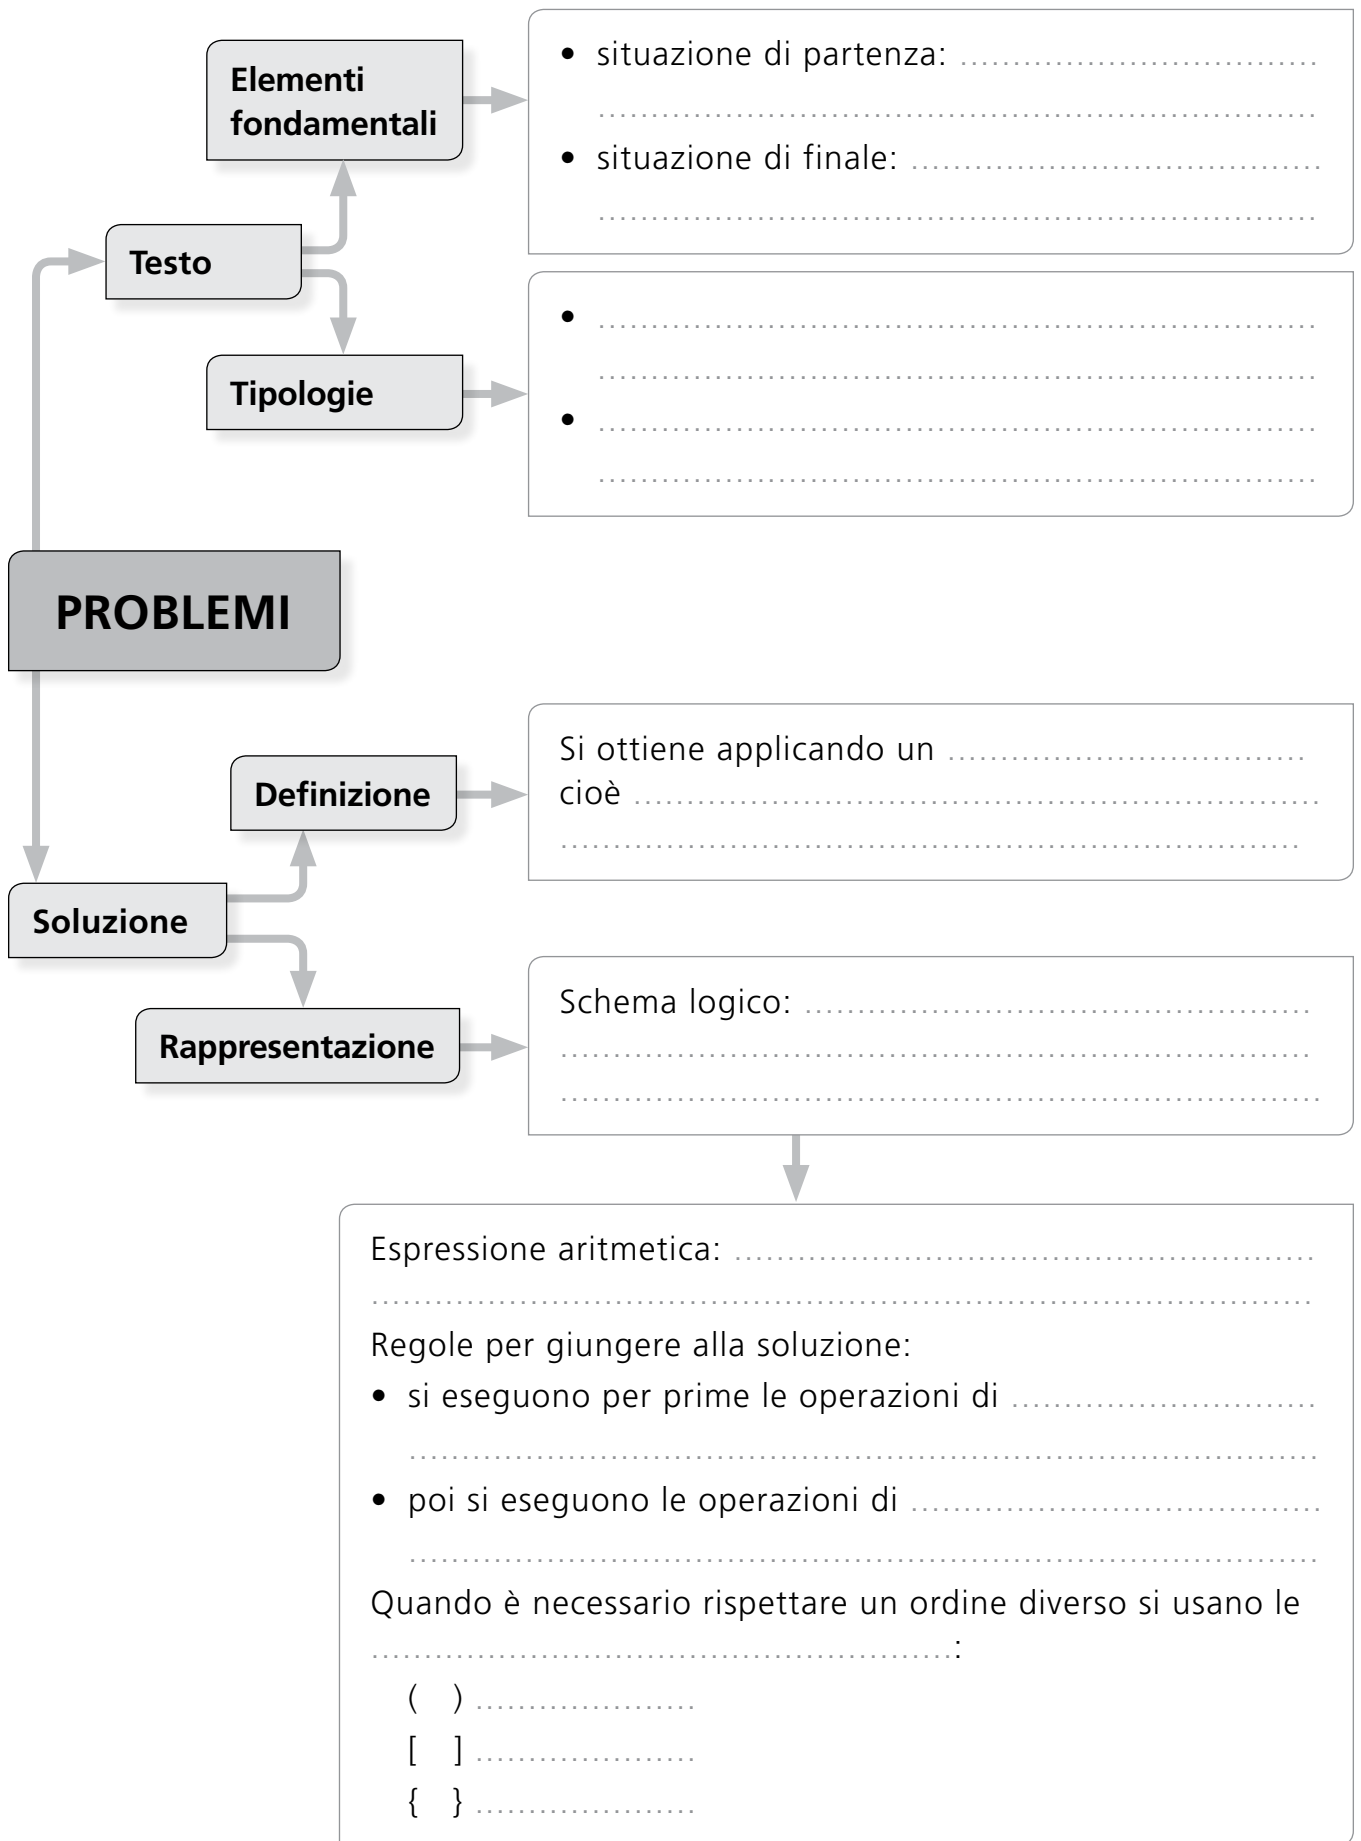 Elementi
fondamentali
• situazione di partenza: ..................................
....................................................................
• situazione di finale: .......................................
....................................................................
Testo
Tipologie
• ....................................................................
....................................................................
• ....................................................................
....................................................................
PROBLEMI
Definizione
Si ottiene applicando un ..................................
cioè .................................................................
......................................................................
Soluzione
Rappresentazione
Schema logico: ................................................
.......................................................................
........................................................................
Espressione aritmetica: .......................................................
.........................................................................................
Regole per giungere alla soluzione:
• si eseguono per prime le operazioni di .............................
......................................................................................
• poi si eseguono le operazioni di .......................................
......................................................................................
Quando è necessario rispettare un ordine diverso si usano le
.......................................................:
( ) .....................
[ ] .....................
{ } .....................